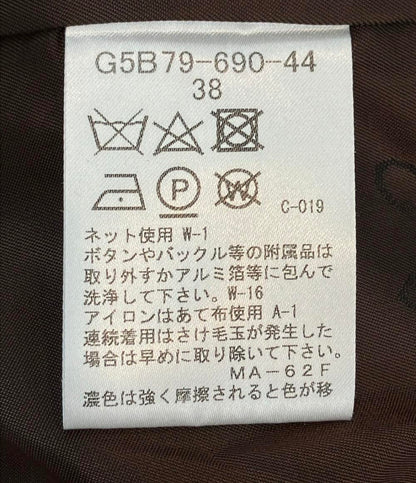 G5B79-690-44
38
P
W
C-019
ネット使用 W-1
ボタンやバックル等の附属品は
取り外すかアルミ箔等に包んで
洗浄して下さい。W-16
アイロンはあて布使用 A-1
連続着用はさけ毛玉が発生した
場合は早めに取り除いて下さい。
MA-62F
濃色は強く摩擦されると色が移